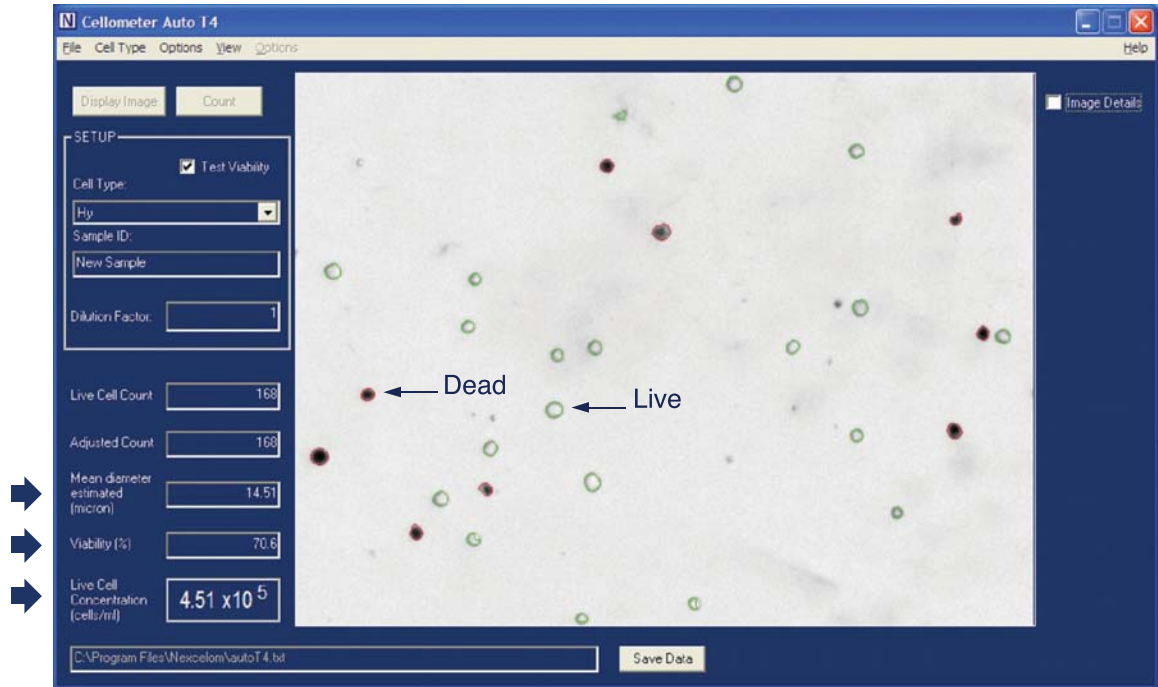 N Cellometer Auto T4
File Cell Type Options View Options Help
Display Image Count
Image Details
SETUP
Test Viability
Cell Type:
Hy
Sample ID:
New Sample
Dilution Factor: 1
Live Cell Count 168
Adjusted Count 168
Mean diameter
estimated
(micron)
14.51
Viability (%) 70.6
Live Cell
Concentration
(cells/ml)
4.51 x10 5
Dead
Live
C:\Program Files\Nexcelom\autoT4.txt
Save Data